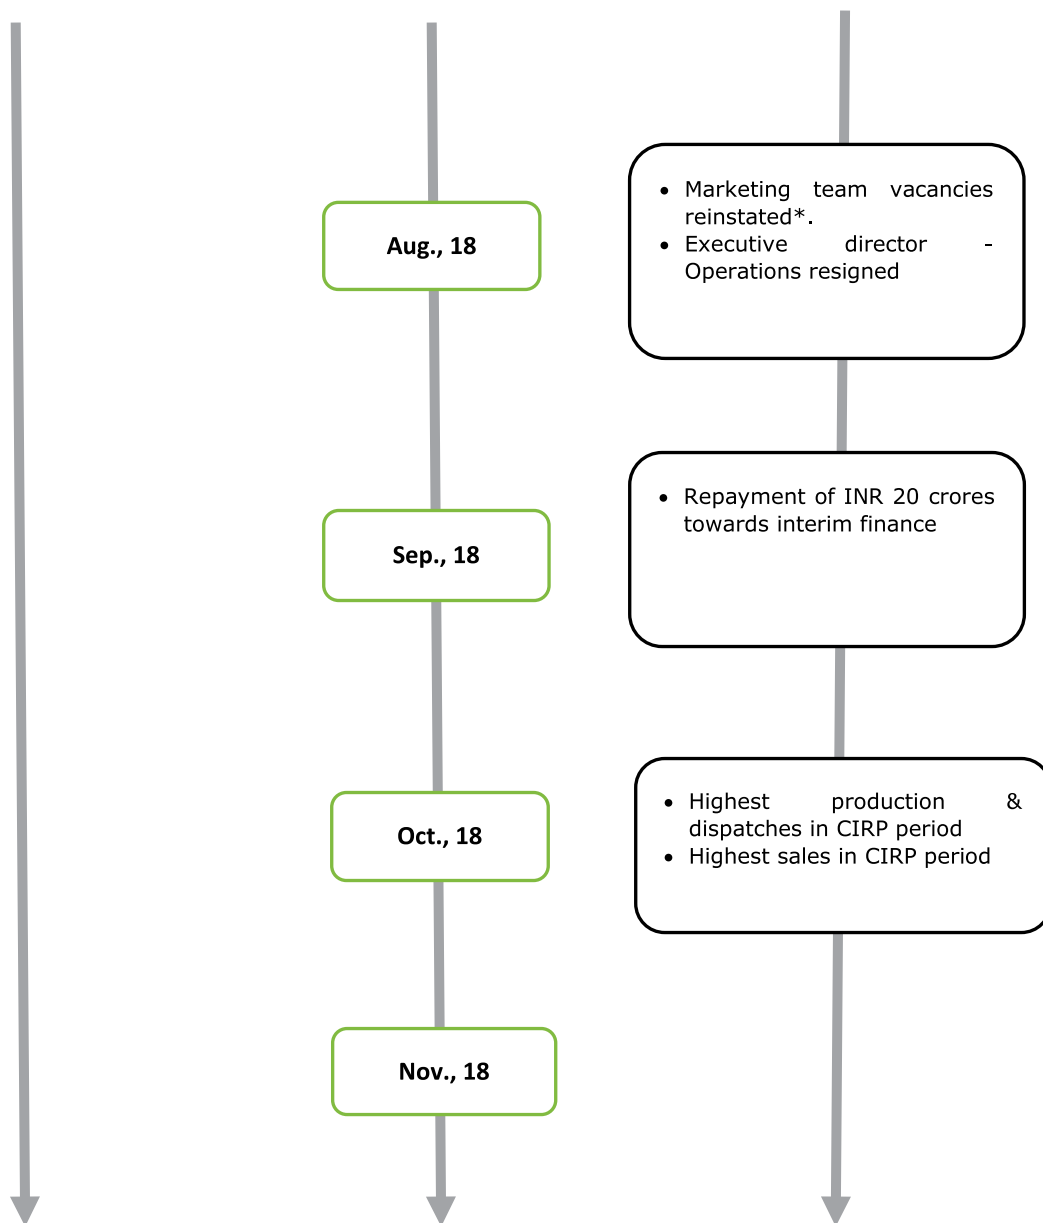 Aug., 18
• Marketing team vacancies
reinstated*.
• Executive director -
Operations resigned
Sep., 18
• Repayment of INR 20 crores
towards interim finance
Oct., 18
• Highest production &
dispatches in CIRP period
• Highest sales in CIRP period
Nov., 18